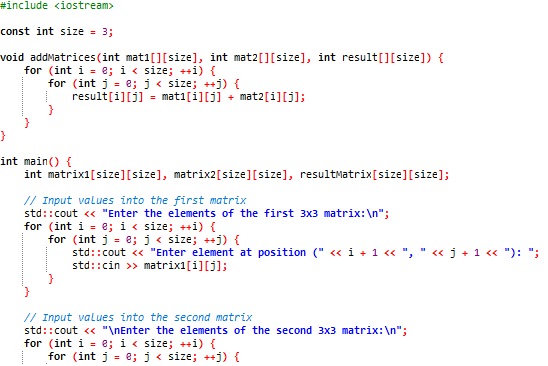 #include <iostream>
const int size = 3;
void addMatrices(int mat1[][size], int mat2[][size], int result[][size]) {
    for (int i = 0; i < size; ++i) {
        for (int j = 0; j < size; ++j) {
            result[i][j] = mat1[i][j] + mat2[i][j];
        }
    }
}
int main() {
    int matrix1[size][size], matrix2[size][size], resultMatrix[size][size];
    // Input values into the first matrix
    std::cout << "Enter the elements of the first 3x3 matrix:\n";
    for (int i = 0; i < size; ++i) {
        for (int j = 0; j < size; ++j) {
            std::cout << "Enter element at position (" << i + 1 << ", " << j + 1 << "): ";
            std::cin >> matrix1[i][j];
        }
    }
    // Input values into the second matrix
    std::cout << "\nEnter the elements of the second 3x3 matrix:\n";
    for (int i = 0; i < size; ++i) {
        for (int j = 0; j < size; ++j) {